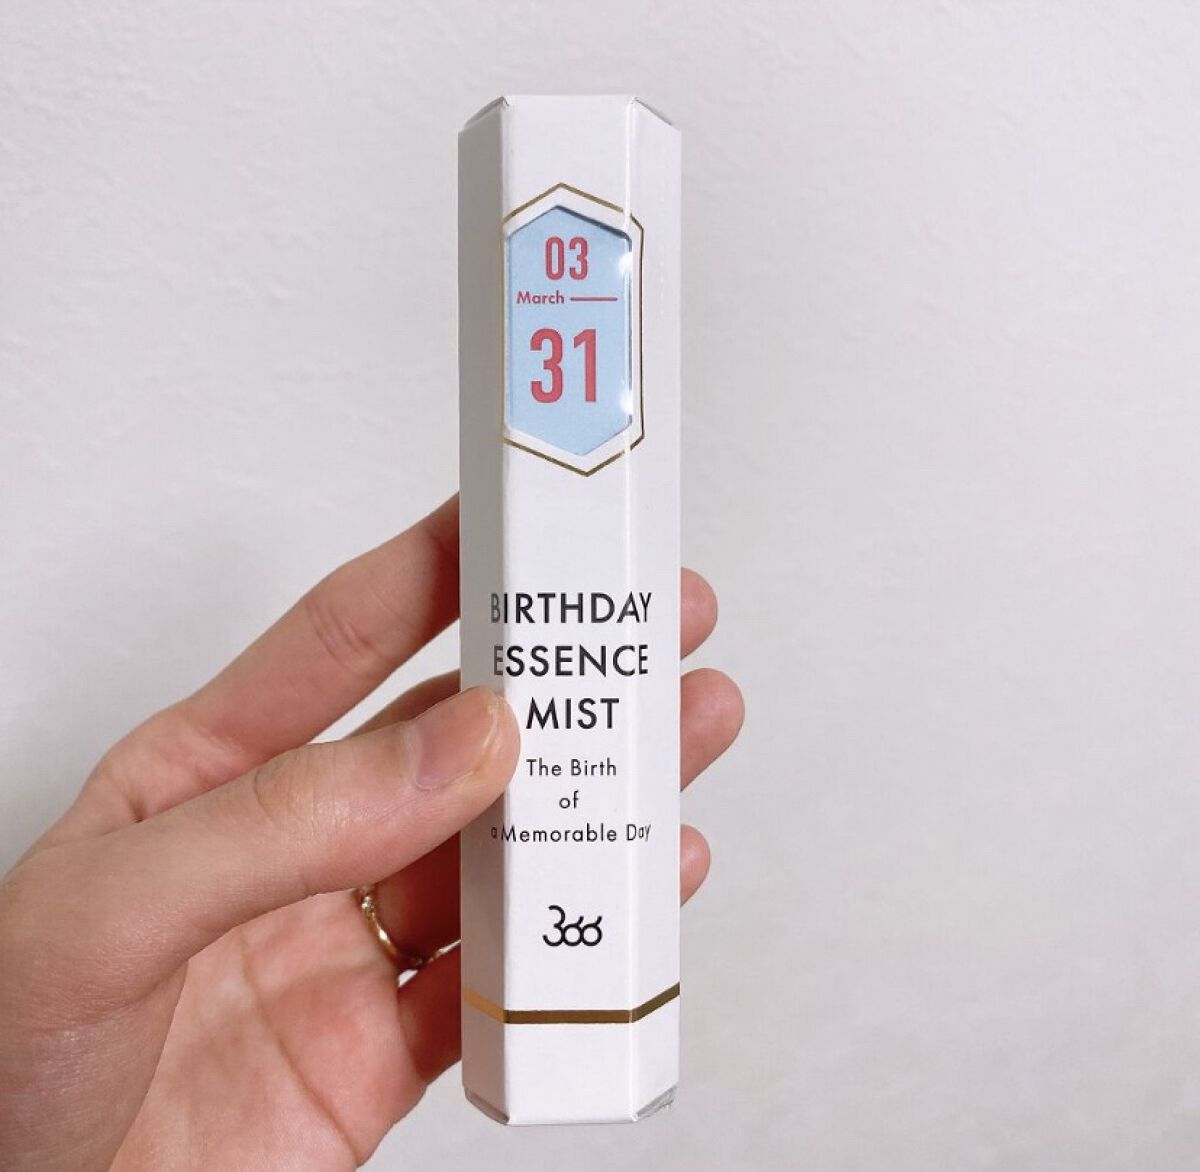 03
March
31
BIRTHDAY
ESSENCE
MIST
The Birth
of
a Memorable Day
366